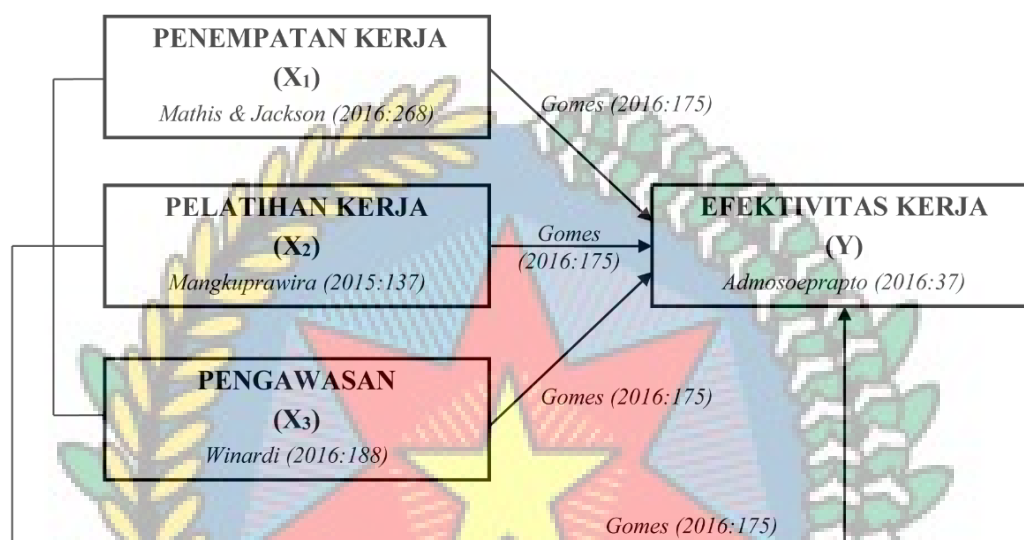 PENEMPATAN KERJA
(X1)
Mathis & Jackson (2016:268)
Gomes (2016:175)
PELATIHAN KERJA
(X2)
Mangkuprawira (2015:137)
Gomes
(2016:175)
EFEKTIVITAS KERJA
(Y)
Admosoeprapto (2016:37)
PENGAWASAN
(X3)
Winardi (2016:188)
Gomes (2016:175)
Gomes (2016:175)